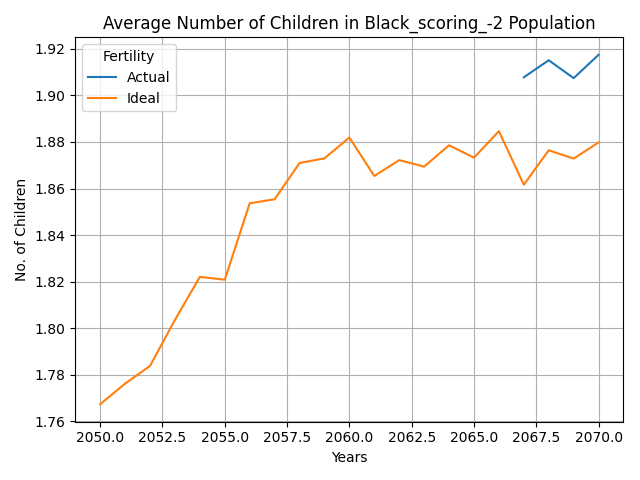 Average Number of Children in Black_scoring_-2 Population
Fertility
Actual
Ideal
No. of Children
1.92
1.90
1.88
1.86
1.84
1.82
1.80
1.78
1.76
2050.0 2052.5 2055.0 2057.5 2060.0 2062.5 2065.0 2067.5 2070.0
Years